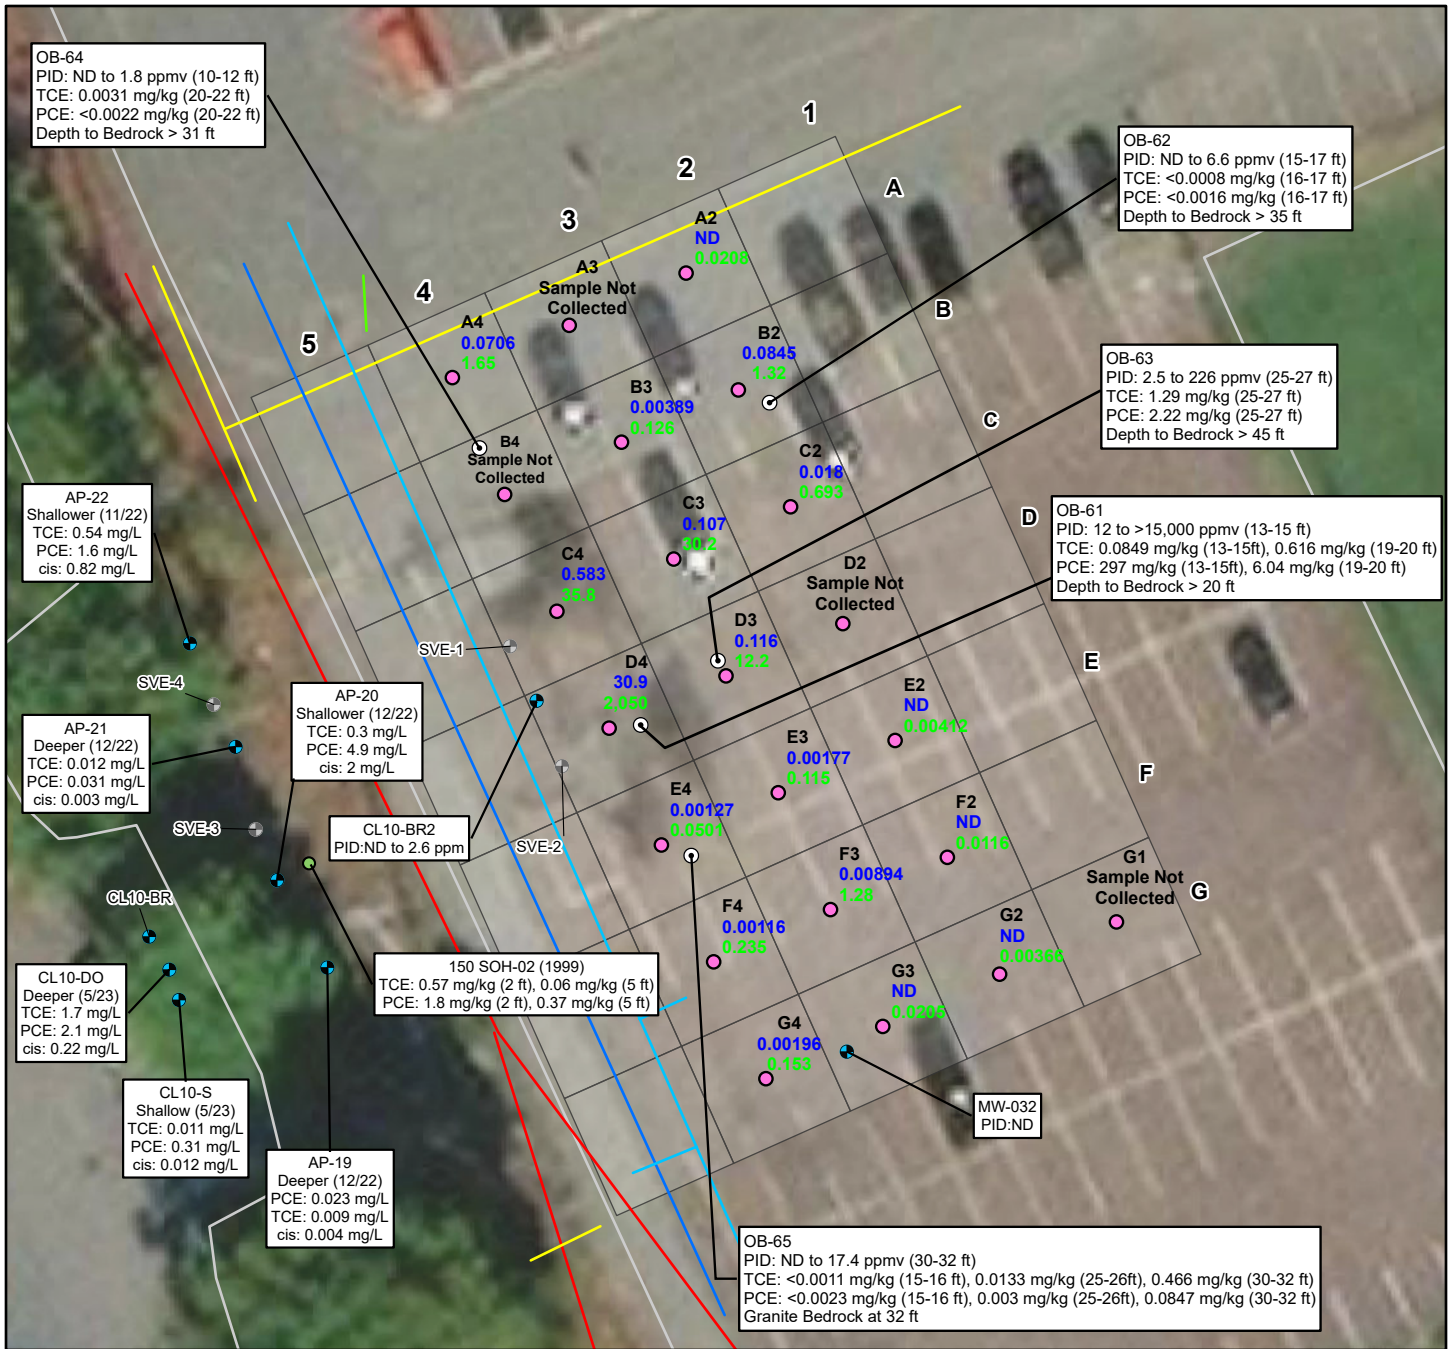 OB-64
PID: ND to 1.8 ppmv (10-12 ft)
TCE: 0.0031 mg/kg (20-22 ft)
PCE: <0.0022 mg/kg (20-22 ft)
Depth to Bedrock > 31 ft
1
2
3
4
5
A
B
C
D
E
F
G
OB-62
PID: ND to 6.6 ppmv (15-17 ft)
TCE: <0.0008 mg/kg (16-17 ft)
PCE: <0.0016 mg/kg (16-17 ft)
Depth to Bedrock > 35 ft
A2
ND
0.0208
A3
Sample Not
Collected
A4
0.0706
1.65
B2
0.0845
1.32
B3
0.00389
0.126
B4
Sample Not
Collected
OB-63
PID: 2.5 to 226 ppmv (25-27 ft)
TCE: 1.29 mg/kg (25-27 ft)
PCE: 2.22 mg/kg (25-27 ft)
Depth to Bedrock > 45 ft
C2
0.018
0.693
C3
0.107
30.2
C4
0.583
35.8
OB-61
PID: 12 to >15,000 ppmv (13-15 ft)
TCE: 0.0849 mg/kg (13-15ft), 0.616 mg/kg (19-20 ft)
PCE: 297 mg/kg (13-15ft), 6.04 mg/kg (19-20 ft)
Depth to Bedrock > 20 ft
D2
Sample Not
Collected
D3
0.116
12.2
D4
30.9
2,050
AP-22
Shallower (11/22)
TCE: 0.54 mg/L
PCE: 1.6 mg/L
cis: 0.82 mg/L
SVE-1
SVE-4
AP-21
Deeper (12/22)
TCE: 0.012 mg/L
PCE: 0.031 mg/L
cis: 0.003 mg/L
AP-20
Shallower (12/22)
TCE: 0.3 mg/L
PCE: 4.9 mg/L
cis: 2 mg/L
SVE-3
CL10-BR2
PID:ND to 2.6 ppm
SVE-2
E2
ND
0.00412
E3
0.00177
0.115
E4
0.00127
0.0501
F2
ND
0.0116
F3
0.00894
1.28
F4
0.00116
0.235
G1
Sample Not
Collected
G2
ND
0.00366
G3
ND
0.0205
G4
0.00196
0.153
CL10-BR
CL10-DO
Deeper (5/23)
TCE: 1.7 mg/L
PCE: 2.1 mg/L
cis: 0.22 mg/L
150 SOH-02 (1999)
TCE: 0.57 mg/kg (2 ft), 0.06 mg/kg (5 ft)
PCE: 1.8 mg/kg (2 ft), 0.37 mg/kg (5 ft)
CL10-S
Shallow (5/23)
TCE: 0.011 mg/L
PCE: 0.31 mg/L
cis: 0.012 mg/L
AP-19
Deeper (12/22)
PCE: 0.023 mg/L
TCE: 0.009 mg/L
cis: 0.004 mg/L
MW-032
PID:ND
OB-65
PID: ND to 17.4 ppmv (30-32 ft)
TCE: <0.0011 mg/kg (15-16 ft), 0.0133 mg/kg (25-26ft), 0.466 mg/kg (30-32 ft)
PCE: <0.0023 mg/kg (15-16 ft), 0.003 mg/kg (25-26ft), 0.0847 mg/kg (30-32 ft)
Granite Bedrock at 32 ft